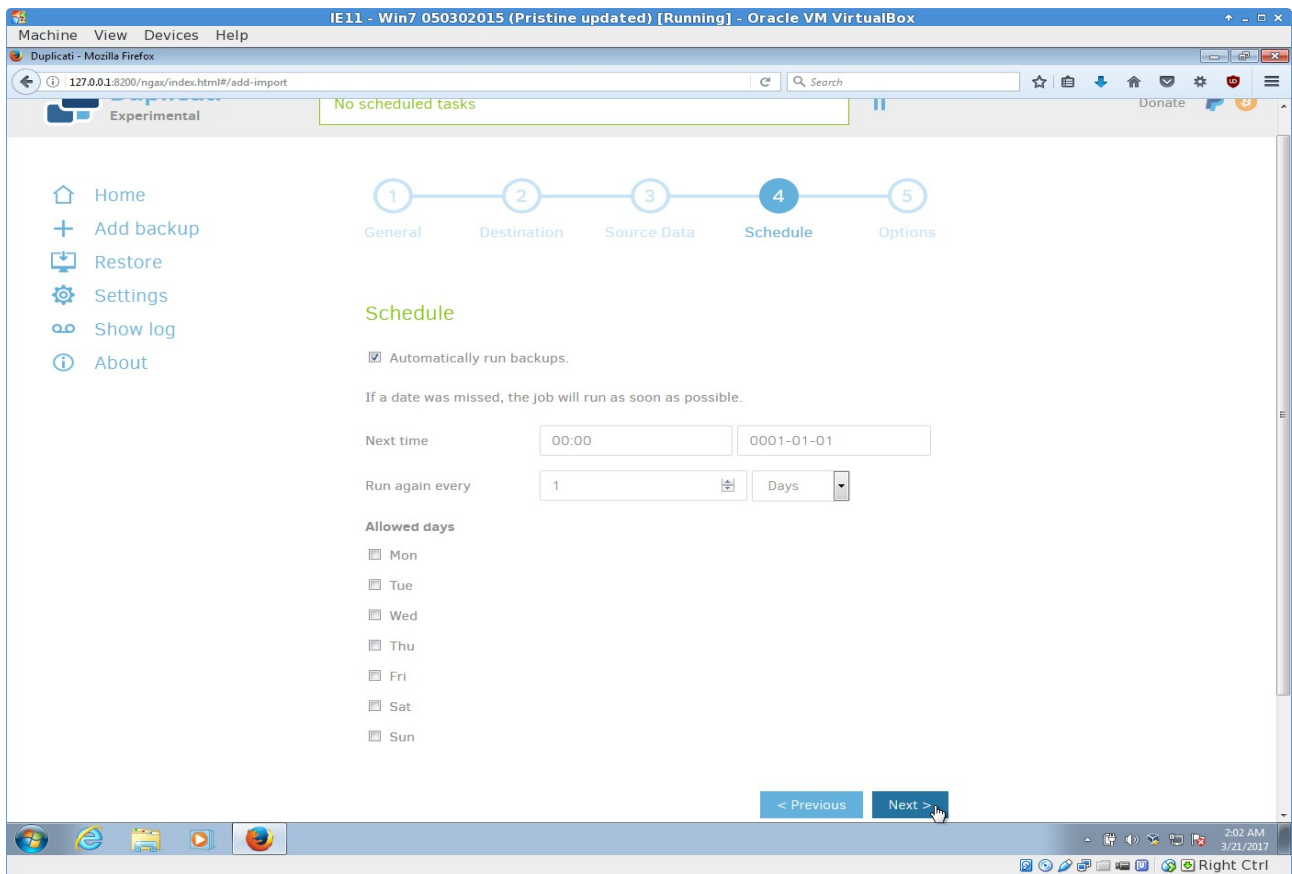 IE11 - Win7 050302015 (Pristine updated) [Running] - Oracle VM VirtualBox
Machine View Devices Help
Duplicati - Mozilla Firefox
127.0.0.1:8200/ngax/index.html#/add-import
Search
Duplicati
Experimental
No scheduled tasks
Donate
Home
Add backup
Restore
Settings
Show log
About
1 2 3 4 5
General Destination Source Data Schedule Options
Schedule
Automatically run backups.
If a date was missed, the job will run as soon as possible.
Next time 00:00 0001-01-01
Run again every 1 Days
Allowed days
Mon
Tue
Wed
Thu
Fri
Sat
Sun
< Previous Next >
2:02 AM
3/21/2017
Right Ctrl